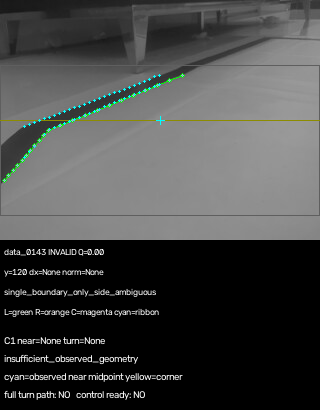 data_0143 INVALID Q=0.00
y=120 dx=None norm=None
single_boundary_only_side_ambiguous
L=green R=orange C=magenta cyan=ribbon
C1 near=None turn=None
insufficient_observed_geometry
cyan=observed near midpoint yellow=corner
full turn path: NO control ready: NO